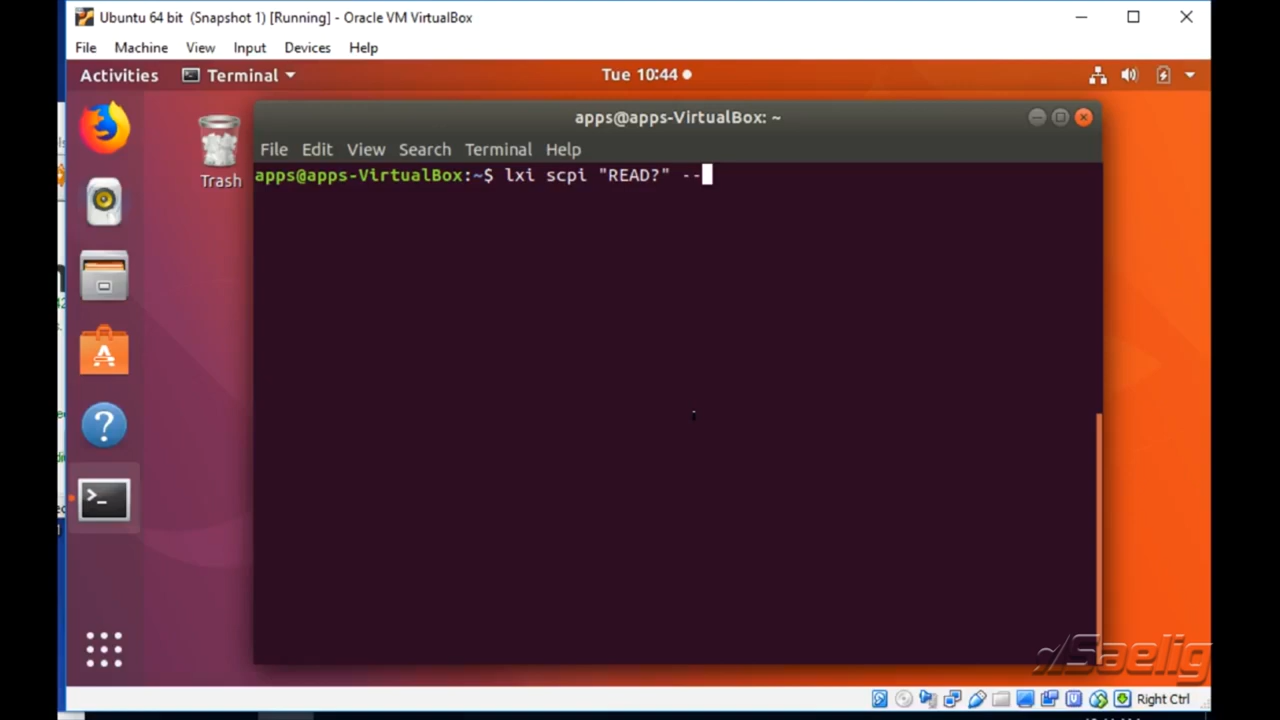 Ubuntu 64 bit (Snapshot 1) [Running] - Oracle VM VirtualBox
File Machine View Input Devices Help
Activities Terminal Tue 10:44
apps@apps-VirtualBox: ~
Trash
File Edit View Search Terminal Help
apps@apps-VirtualBox:~$ lxi scpi "READ?" --
Saelig
Right Ctrl